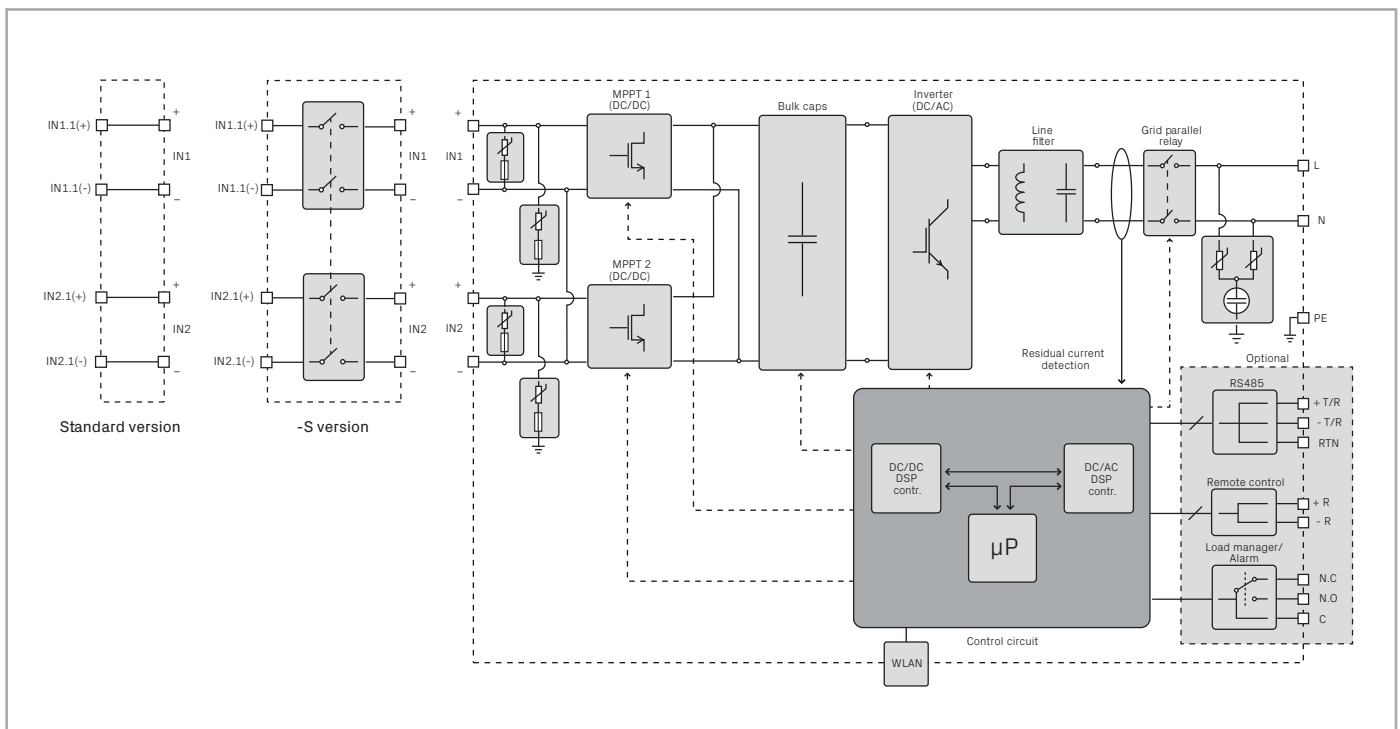 IN1.1(+)
+
IN1
IN1.1(-)
–
IN2.1(+)
+
IN2
IN2.1(-)
–
Standard version
IN1.1(+)
+
IN1
IN1.1(-)
–
IN2.1(+)
+
IN2
IN2.1(-)
–
-S version
+
IN1
–
+
IN2
–
MPPT 1
(DC/DC)
MPPT 2
(DC/DC)
Bulk caps
Inverter
(DC/AC)
Line
filter
Grid parallel
relay
L
N
PE
Residual current
detection
Optional
RS485
+ T/R
- T/R
RTN
Remote control
+ R
- R
Load manager/
Alarm
N.C
N.O
C
DC/DC
DSP
contr.
DC/AC
DSP
contr.
µP
Control circuit
WLAN